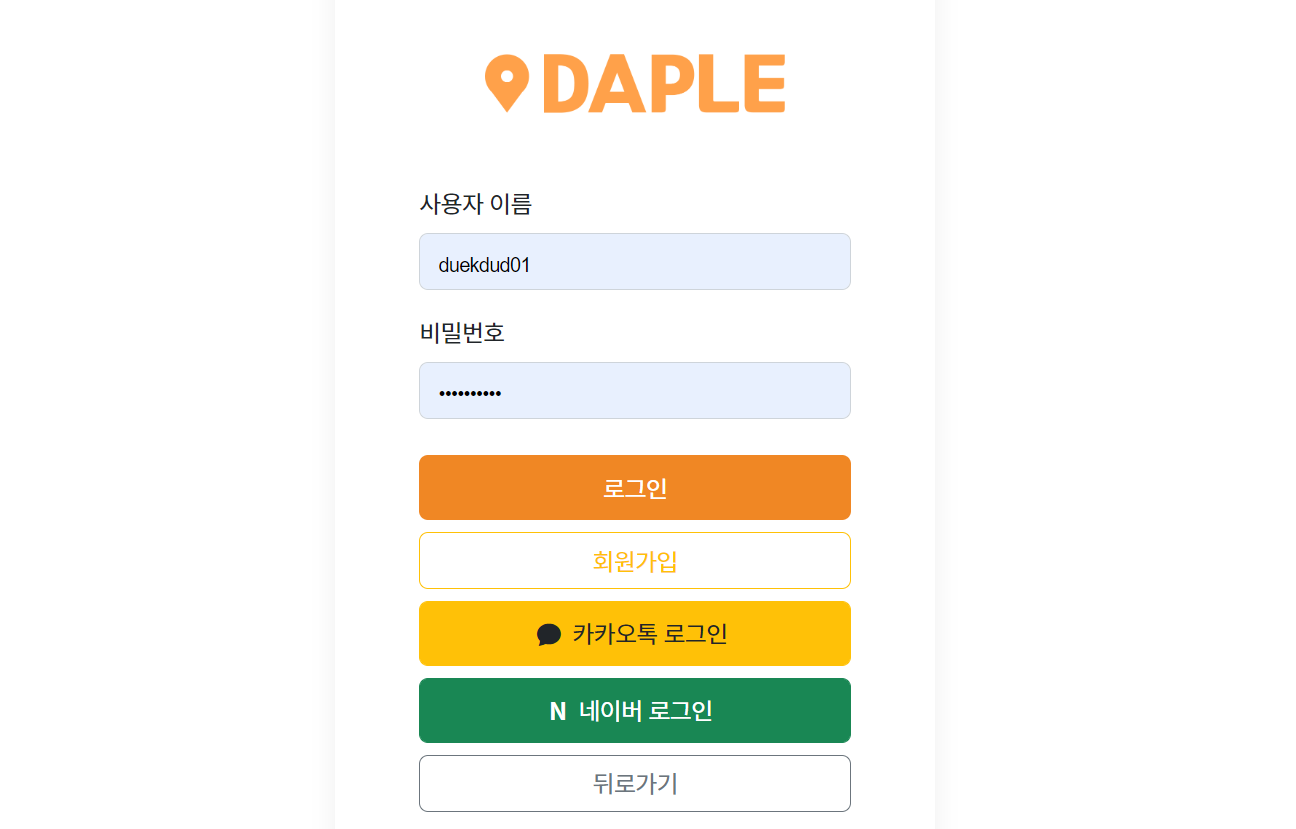 DAPLE
사용자 이름
duekdud01
비밀번호
••••••••••
로그인
회원가입
카카오톡 로그인
N 네이버 로그인
뒤로가기